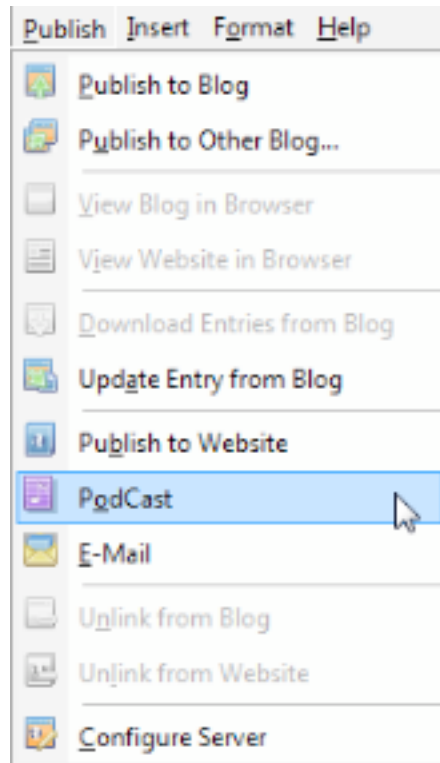 Publish Insert Format Help
Publish to Blog
Publish to Other Blog...
View Blog in Browser
View Website in Browser
Download Entries from Blog
Update Entry from Blog
Publish to Website
PodCast
E-Mail
Unlink from Blog
Unlink from Website
Configure Server